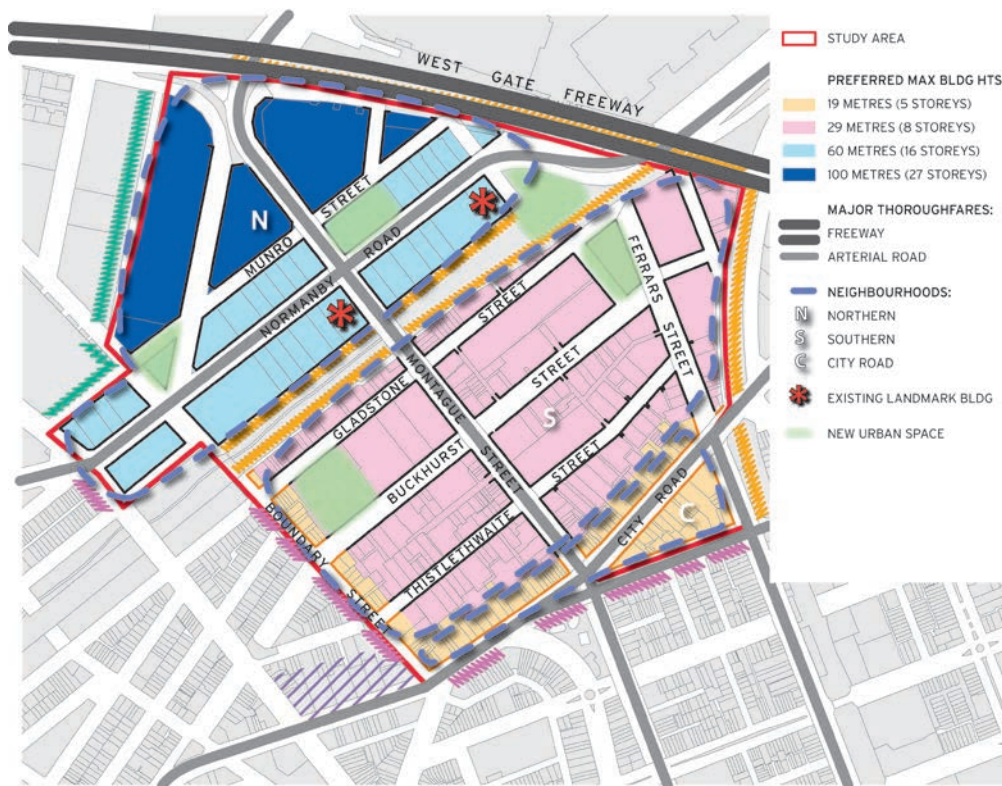 WEST GATE FREEWAY
MUNRO STREET
NORMANBY ROAD
N
GLADSTONE STREET
MONTAGUE STREET
FERRARS STREET
BUCKHURST STREET
S
THISTLETHWAITE STREET
BOUNDARY STREET
CITY ROAD
C
STUDY AREA
PREFERRED MAX BLDG HTS
19 METRES (5 STOREYS)
29 METRES (8 STOREYS)
60 METRES (16 STOREYS)
100 METRES (27 STOREYS)
MAJOR THOROUGHFARES:
FREEWAY
ARTERIAL ROAD
NEIGHBOURHOODS:
N NORTHERN
S SOUTHERN
C CITY ROAD
EXISTING LANDMARK BLDG
NEW URBAN SPACE